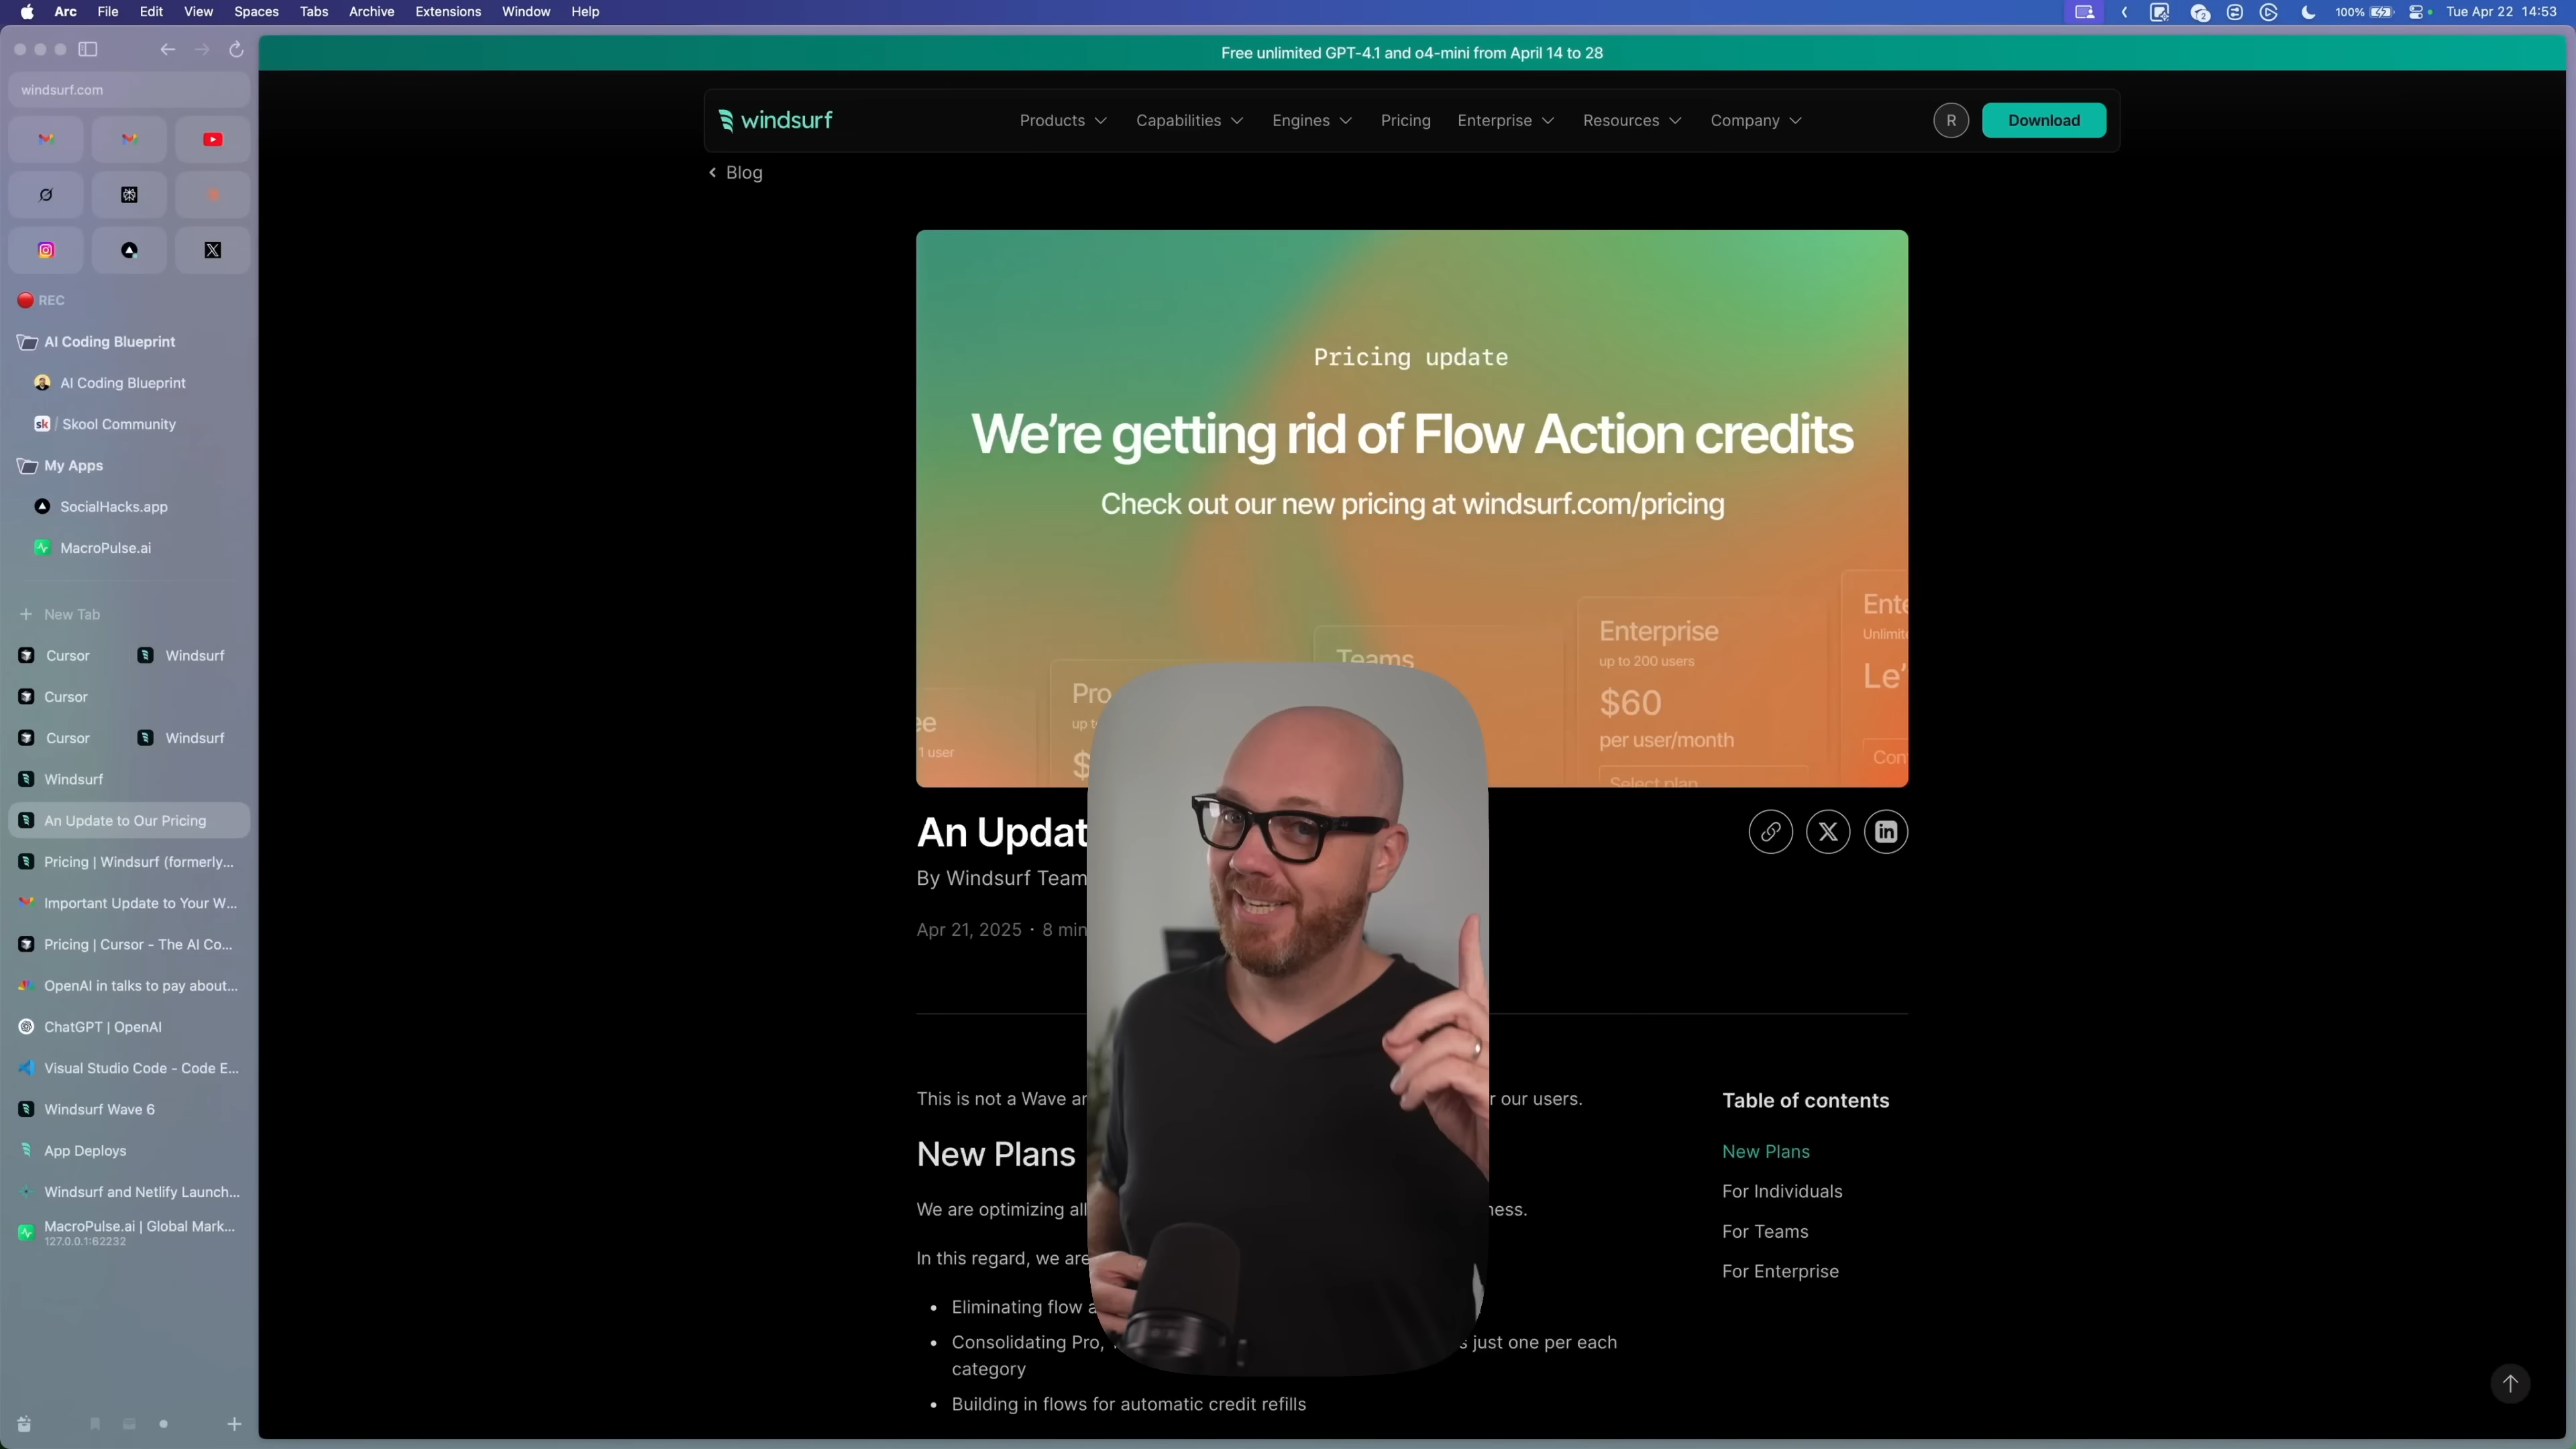 Arc File Edit View Spaces Tabs Archive Extensions Window Help
100% Tue Apr 22 14:53
windsurf.com
REC
AI Coding Blueprint
AI Coding Blueprint
sk / Skool Community
My Apps
SocialHacks.app
MacroPulse.ai
New Tab
Cursor Windsurf
Cursor
Cursor Windsurf
Windsurf
An Update to Our Pricing
Pricing | Windsurf (formerly...
Important Update to Your W...
Pricing | Cursor - The AI Co...
OpenAI in talks to pay about...
ChatGPT | OpenAI
Visual Studio Code - Code E...
Windsurf Wave 6
App Deploys
Windsurf and Netlify Launch...
MacroPulse.ai | Global Mark...
127.0.0.1:62232
Free unlimited GPT-4.1 and o4-mini from April 14 to 28
windsurf Products Capabilities Engines Pricing Enterprise Resources Company R Download
Blog
Pricing update
We're getting rid of Flow Action credits
Check out our new pricing at windsurf.com/pricing
1 user
Pro
$
Teams
Enterprise
up to 200 users
$60
per user/month
Select plan
Unlimit
Le'
An Updat
By Windsurf Team
Apr 21, 2025 · 8 min
This is not a Wave r our users.
New Plans
We are optimizing all
In this regard, we are
Eliminating flow
Consolidating Pro, just one per each
category
Building in flows for automatic credit refills
Table of contents
New Plans
For Individuals
For Teams
For Enterprise